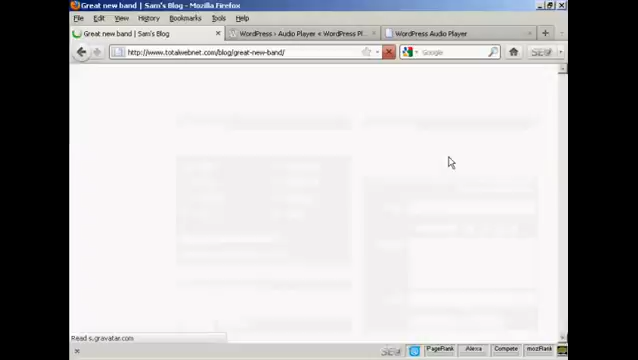 Great new band | Sam's Blog - Mozilla Firefox
File Edit View History Bookmarks Tools Help
Great new band | Sam's Blog × WordPress › Audio Player « WordPress Pl... × WordPress Audio Player × +
http://www.totalwebnet.com/blog/great-new-band/ Google SEO
Read s.gravatar.com
× SEO PageRank Alexa Compete mozRank